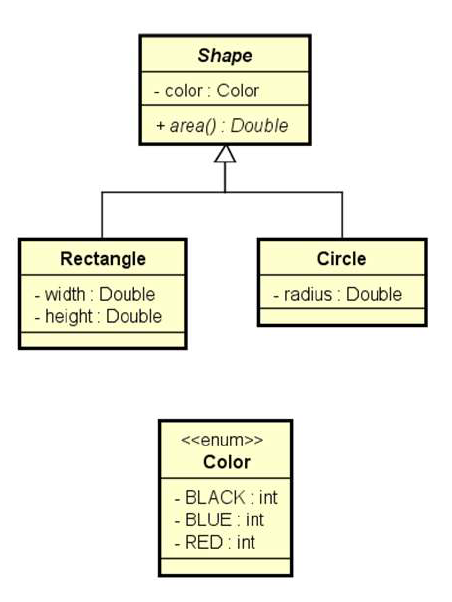 Shape
- color : Color
+ area() : Double
Rectangle
- width : Double
- height : Double
Circle
- radius : Double
<<enum>>
Color
- BLACK : int
- BLUE : int
- RED : int